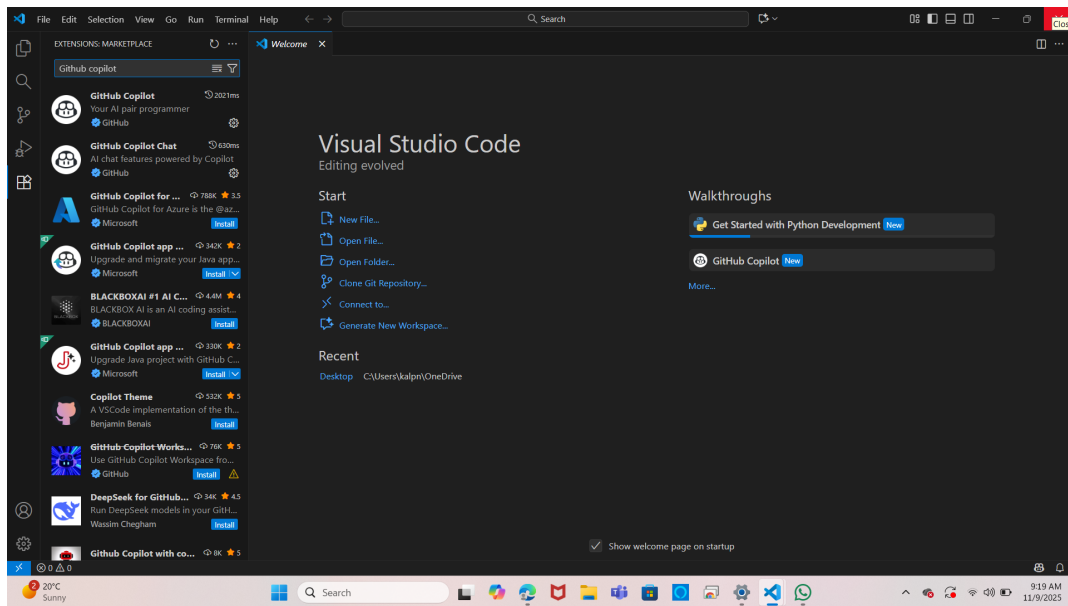 File Edit Selection View Go Run Terminal Help
Search
Clos
EXTENSIONS: MARKETPLACE
Welcome
Github copilot
GitHub Copilot 2021ms
Your AI pair programmer
GitHub
GitHub Copilot Chat 630ms
AI chat features powered by Copilot
GitHub
GitHub Copilot for ... 788K 3.5
GitHub Copilot for Azure is the @az...
Microsoft Install
GitHub Copilot app ... 342K 2
Upgrade and migrate your Java app...
Microsoft Install
BLACKBOXAI #1 AI C... 4.4M 4
BLACKBOX AI is an AI coding assist...
BLACKBOXAI Install
GitHub Copilot app ... 330K 2
Upgrade Java project with GitHub C...
Microsoft Install
Copilot Theme 532K 5
A VSCode implementation of the th...
Benjamin Benais Install
GitHub Copilot Works... 76K 5
Use GitHub Copilot Workspace fro...
GitHub Install
DeepSeek for GitHub... 34K 4.5
Run DeepSeek models in your GitH...
Wassim Chegham Install
Github Copilot with co... 8K 5
Visual Studio Code
Editing evolved
Start
New File...
Open File...
Open Folder...
Clone Git Repository...
Connect to...
Generate New Workspace...
Recent
Desktop C:\Users\kalpn\OneDrive
Walkthroughs
Get Started with Python Development New
GitHub Copilot New
More...
Show welcome page on startup
0 0
2
20°C
Sunny
Search
9:19 AM
11/9/2025